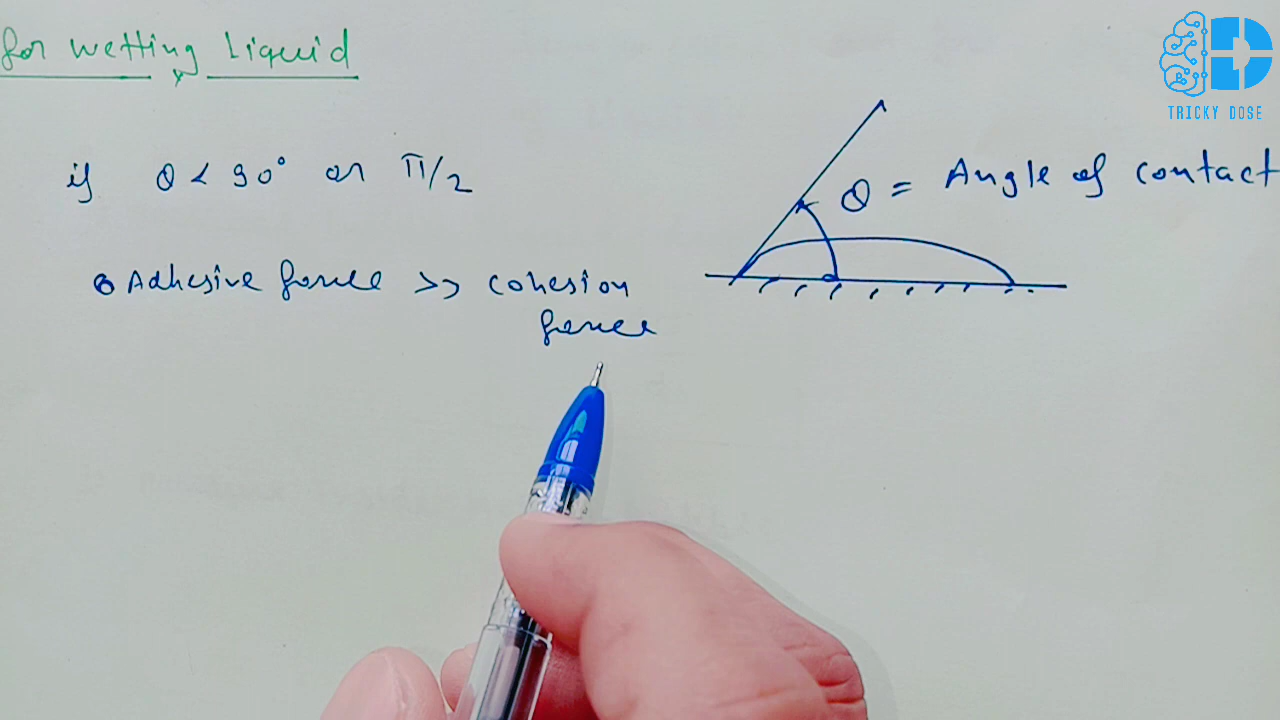 for Wetting Liquid
if θ < 90° or π/2
Adhesive force >> cohesion
force
θ = Angle of contact
TRICKY DOSE